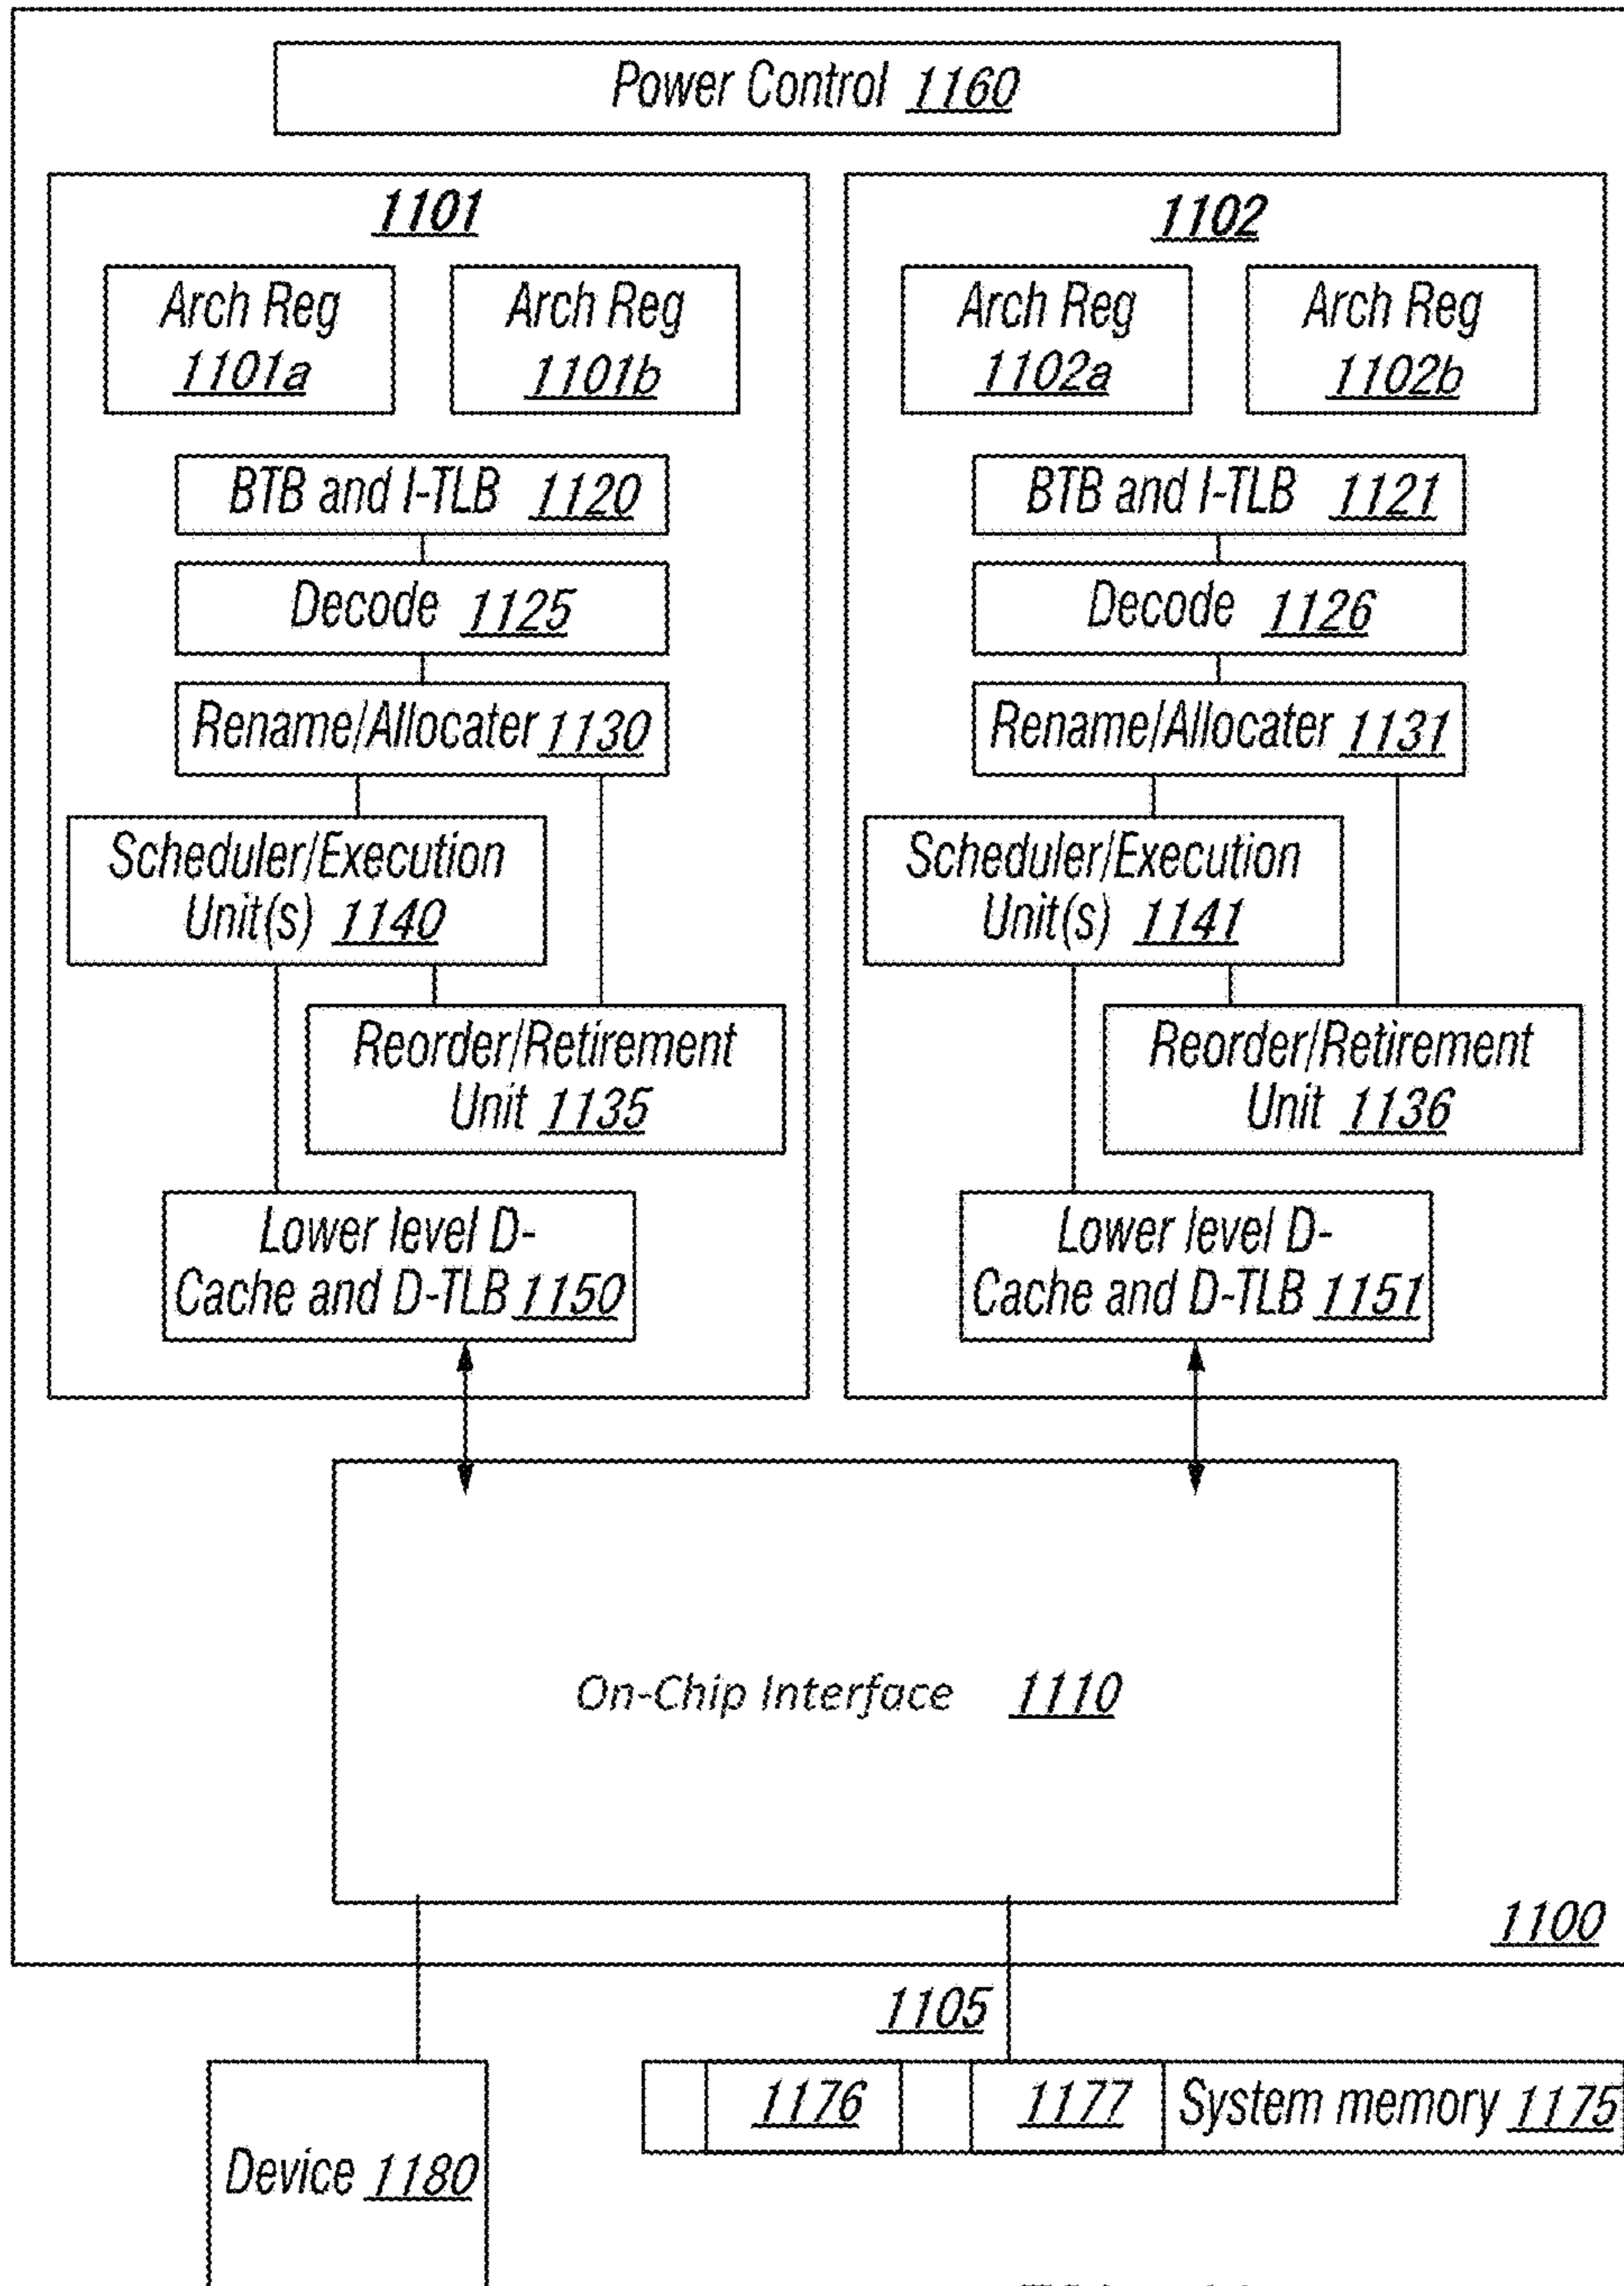 Power Control 1160
1101
Arch Reg
1101a
Arch Reg
1101b
BTB and I-TLB 1120
Decode 1125
Rename/Allocater 1130
Scheduler/Execution
Unit(s) 1140
Reorder/Retirement
Unit 1135
Lower level D-
Cache and D-TLB 1150
1102
Arch Reg
1102a
Arch Reg
1102b
BTB and I-TLB 1121
Decode 1126
Rename/Allocater 1131
Scheduler/Execution
Unit(s) 1141
Reorder/Retirement
Unit 1136
Lower level D-
Cache and D-TLB 1151
On-Chip Interface 1110
1100
1105
1176
1177
System memory 1175
Device 1180